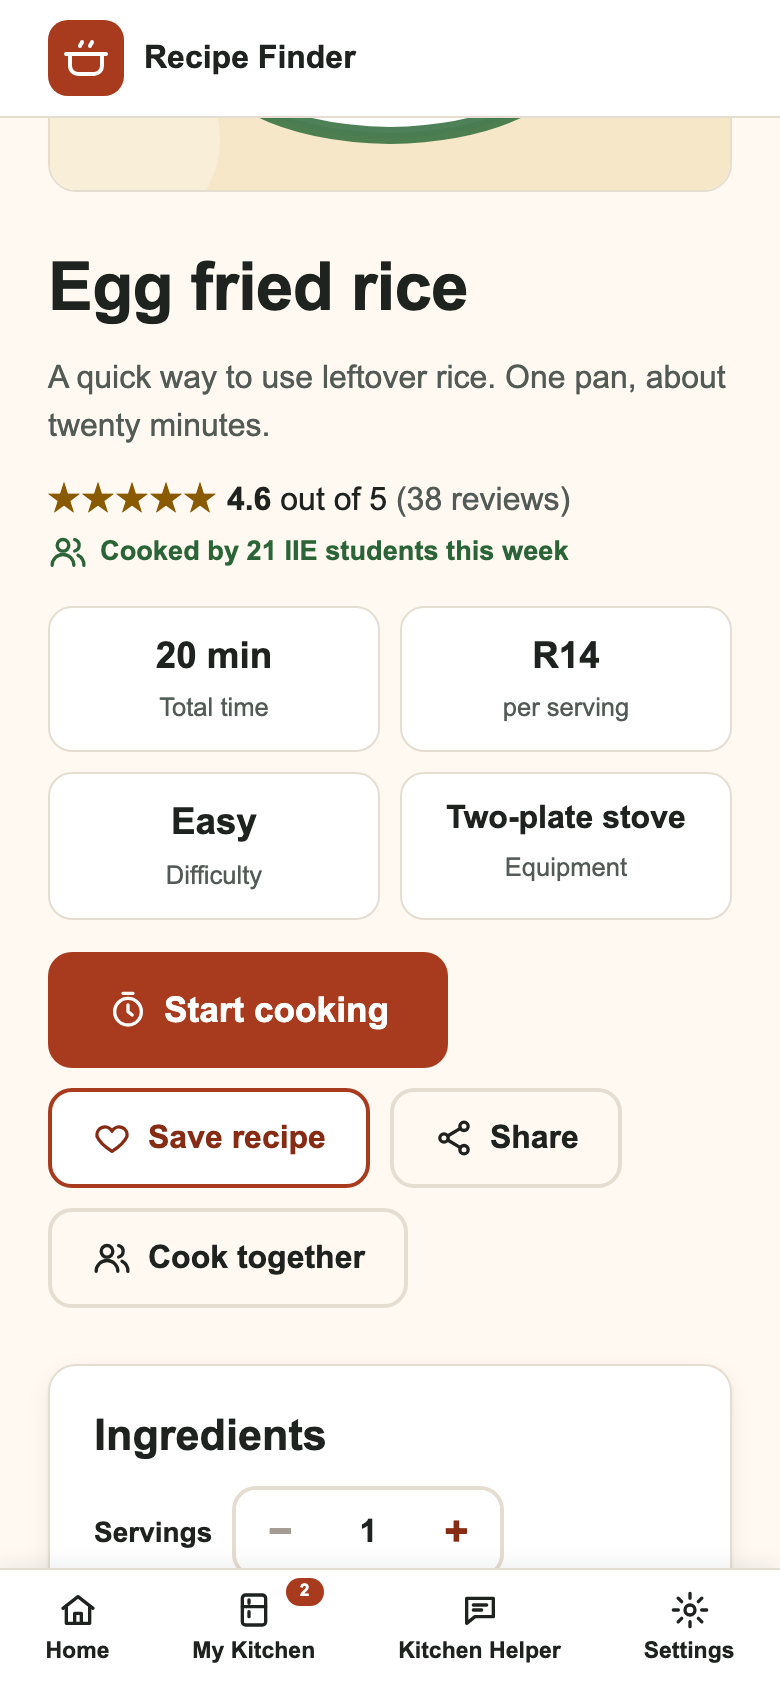 Recipe Finder
Egg fried rice
A quick way to use leftover rice. One pan, about
twenty minutes.
★★★★★ 4.6 out of 5 (38 reviews)
Cooked by 21 IIE students this week
20 min
Total time
R14
per serving
Easy
Difficulty
Two-plate stove
Equipment
Start cooking
Save recipe
Share
Cook together
Ingredients
Servings − 1 +
2
Home
My Kitchen
Kitchen Helper
Settings